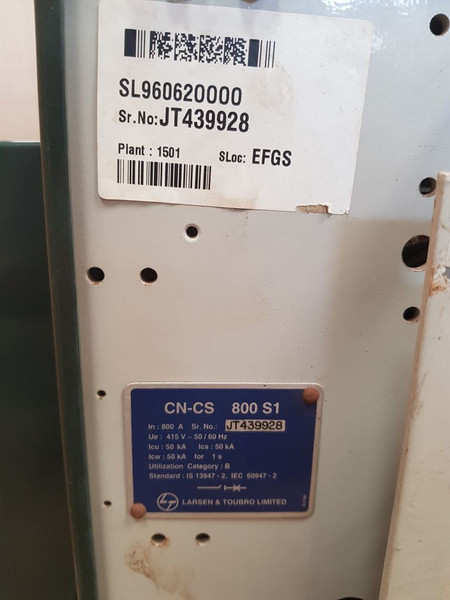 SL960620000
Sr.No:JT439928
Plant : 1501 SLoc: EFGS
CN-CS 800 S1
In : 800 A Sr. No.: JT439928
Ue : 415 V ~ 50 / 60 Hz
Icu : 50 kA Ics : 50 kA
Icw : 50 kA for 1 s
Utilization Category : B
Standard : IS 13947 - 2, IEC 60947 - 2
LARSEN & TOUBRO LIMITED